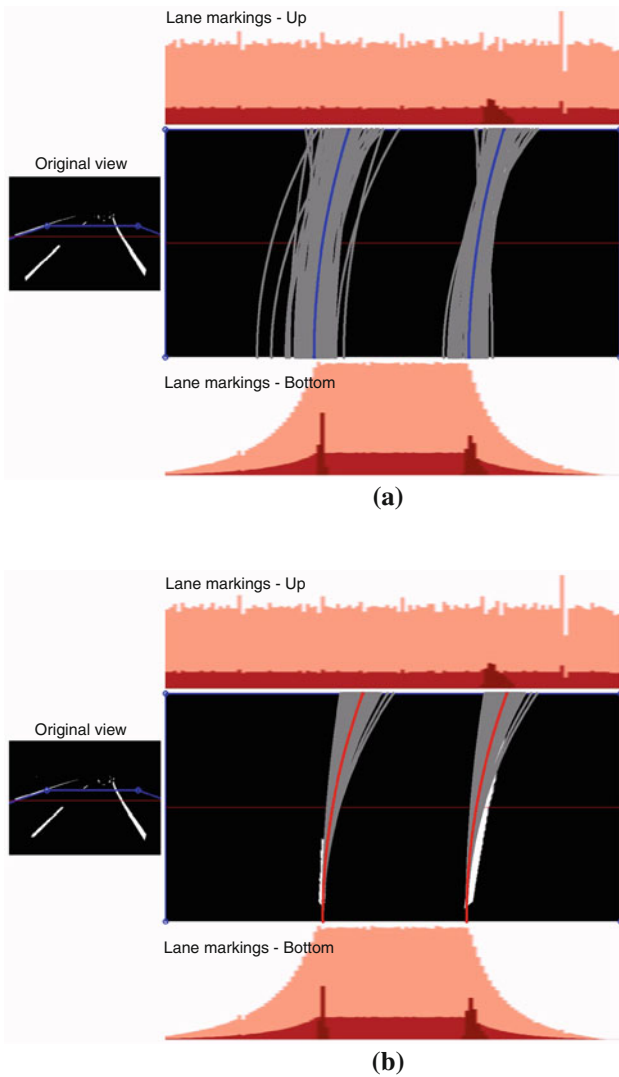 Lane markings - Up
Original view
Lane markings - Bottom
(a)
Lane markings - Up
Original view
Lane markings - Bottom
(b)